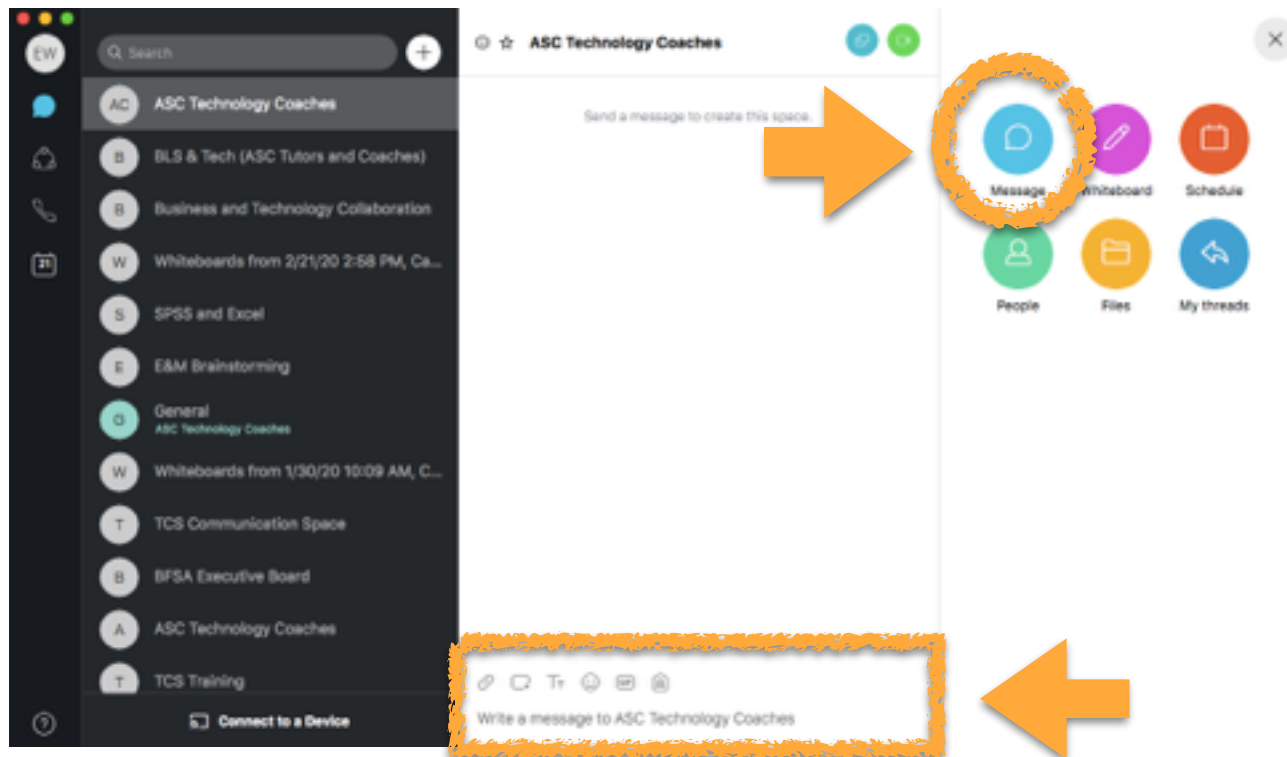 EW
Search
AC
ASC Technology Coaches
B
BLS & Tech (ASC Tutors and Coaches)
B
Business and Technology Collaboration
21
W
Whiteboards from 2/21/20 2:58 PM, Ca...
S
SPSS and Excel
E
E&M Brainstorming
G
General
ASC Technology Coaches
W
Whiteboards from 1/30/20 10:09 AM, C...
T
TCS Communication Space
B
BFSA Executive Board
A
ASC Technology Coaches
T
TCS Training
Connect to a Device
ASC Technology Coaches
Send a message to create this space.
Tт
GIF
Write a message to ASC Technology Coaches
Message
Whiteboard
Schedule
People
Files
My threads